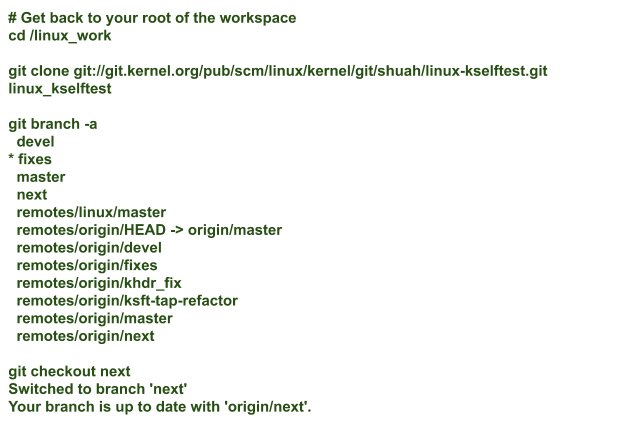 # Get back to your root of the workspace
cd /linux_work
git clone git://git.kernel.org/pub/scm/linux/kernel/git/shuah/linux-kselftest.git
linux_kselftest
git branch -a
devel
* fixes
master
next
remotes/linux/master
remotes/origin/HEAD -> origin/master
remotes/origin/devel
remotes/origin/fixes
remotes/origin/khdr_fix
remotes/origin/ksft-tap-refactor
remotes/origin/master
remotes/origin/next
git checkout next
Switched to branch 'next'
Your branch is up to date with 'origin/next'.